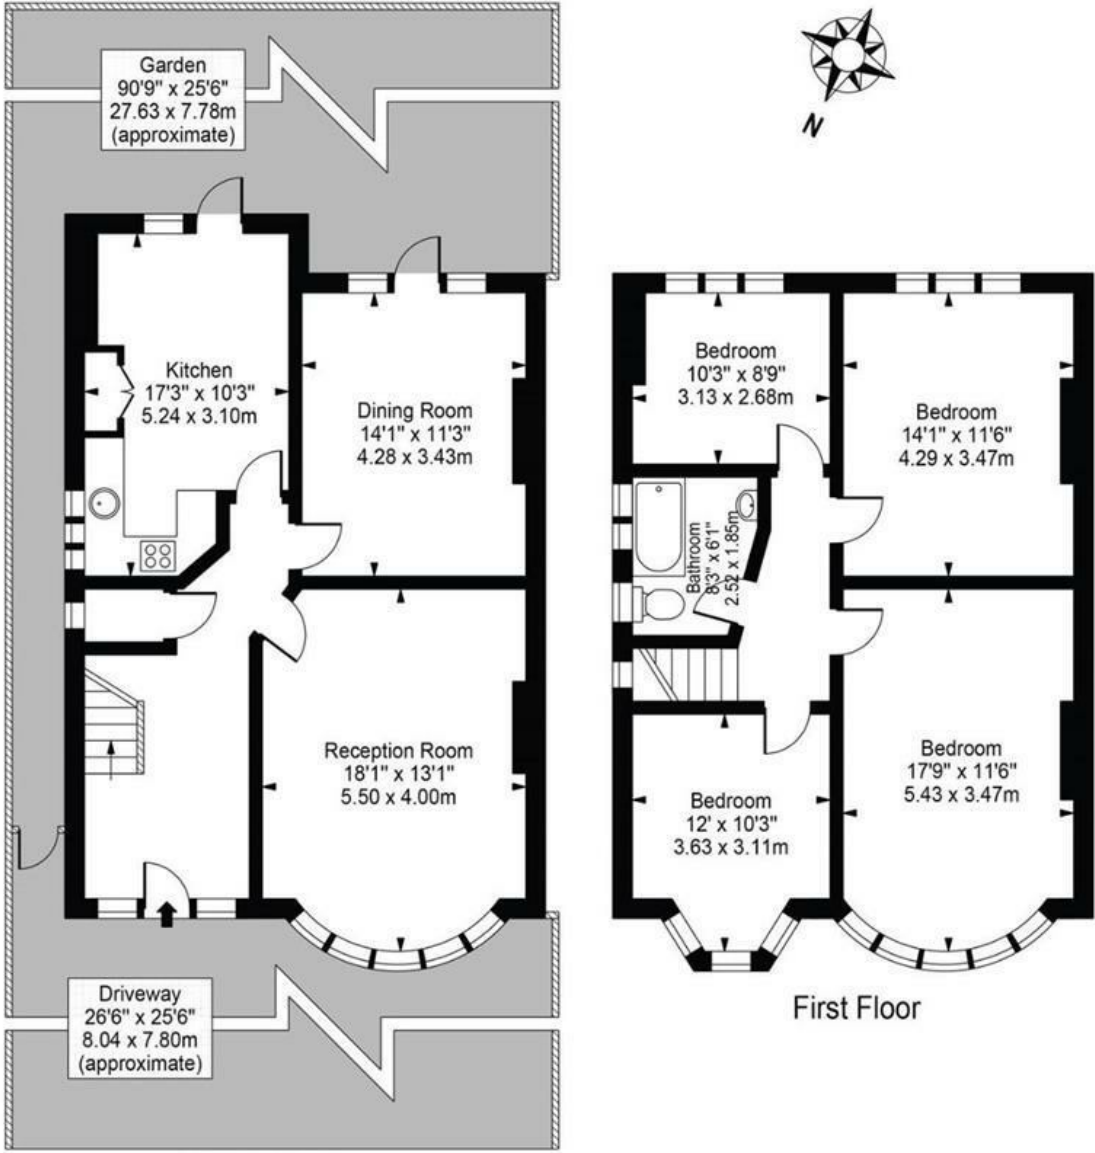 Garden
90'9" x 25'6"
27.63 x 7.78m
(approximate)
N
Kitchen
17'3" x 10'3"
5.24 x 3.10m
Dining Room
14'1" x 11'3"
4.28 x 3.43m
Reception Room
18'1" x 13'1"
5.50 x 4.00m
Driveway
26'6" x 25'6"
8.04 x 7.80m
(approximate)
Bedroom
10'3" x 8'9"
3.13 x 2.68m
Bedroom
14'1" x 11'6"
4.29 x 3.47m
Bathroom
8'3" x 6'1"
2.52 x 1.85m
Bedroom
12' x 10'3"
3.63 x 3.11m
Bedroom
17'9" x 11'6"
5.43 x 3.47m
First Floor